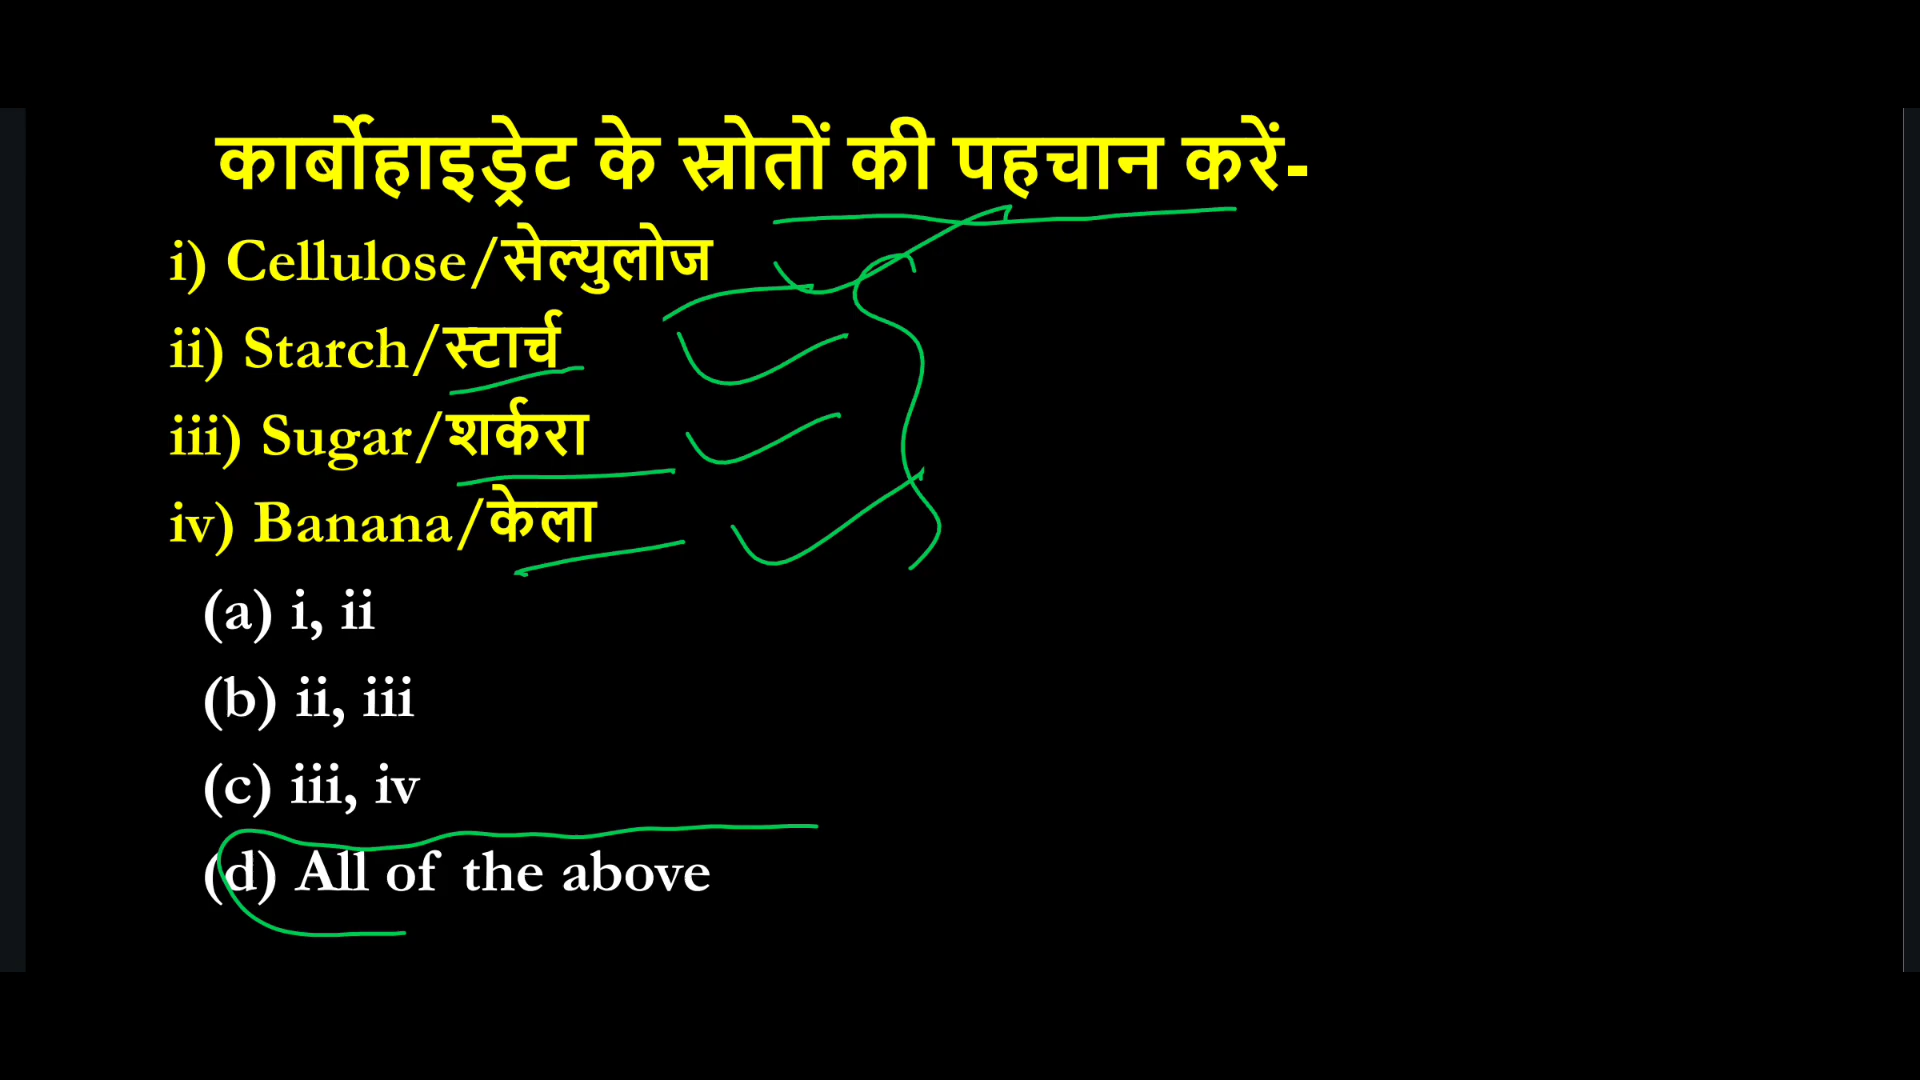 कार्बोहाइड्रेट के स्रोतों की पहचान करें-
i) Cellulose/सेल्युलोज
ii) Starch/स्टार्च
iii) Sugar/शर्करा
iv) Banana/केला
(a) i, ii
(b) ii, iii
(c) iii, iv
(d) All of the above